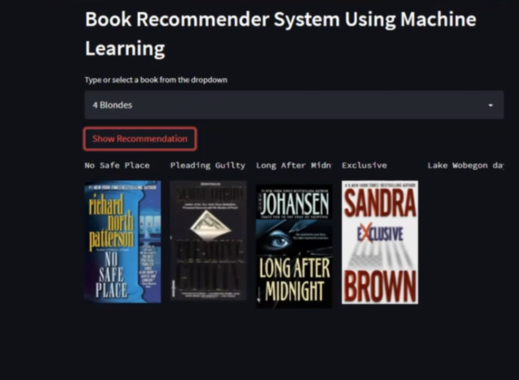 Book Recommender System Using Machine
Learning
Type or select a book from the dropdown
4 Blondes
Show Recommendation
No Safe Place
Pleading Guilty
Long After Midn
Exclusive
Lake Wobegon da
richard
north
patterson
NO
SAFE
PLACE
JOHANSEN
LONG AFTER
MIDNIGHT
SANDRA
EXCLUSIVE
BROWN